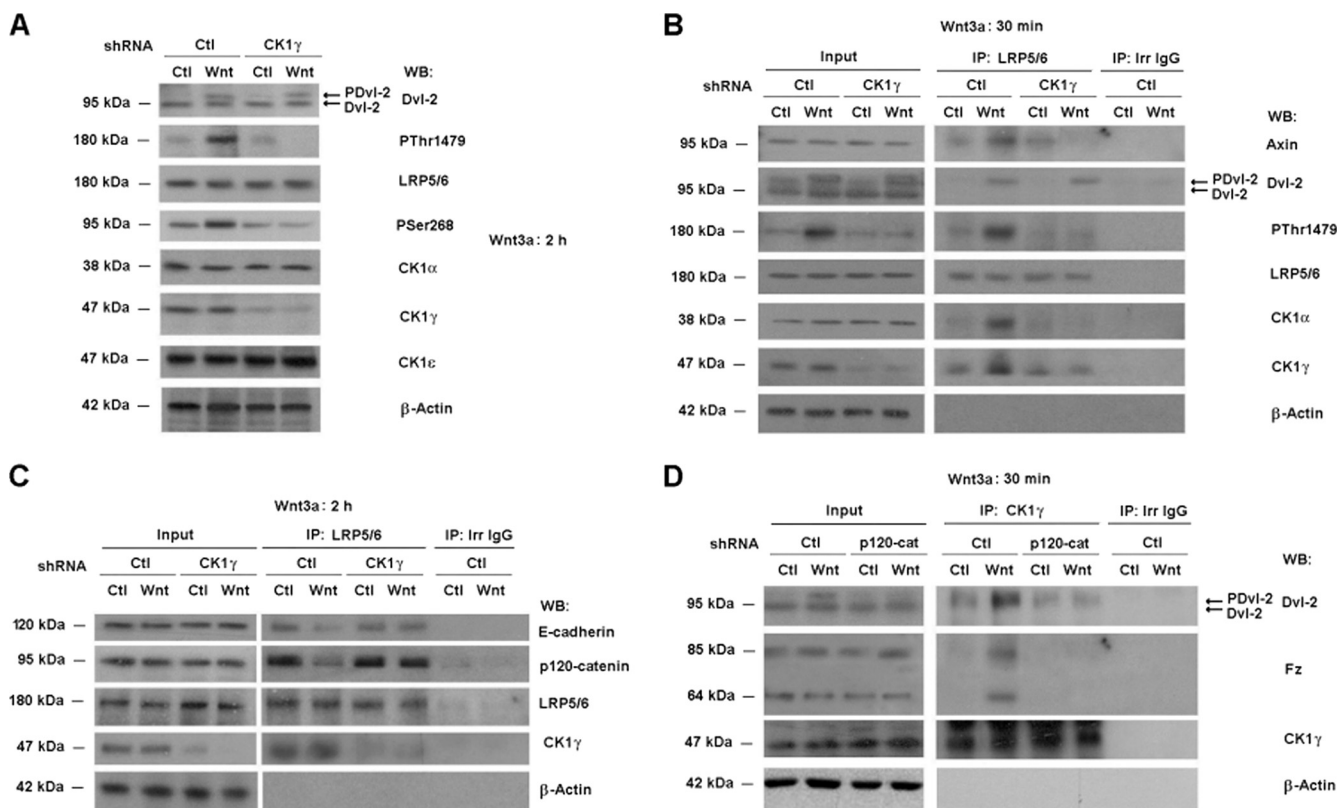 A
shRNA Ctl CK1γ
Ctl Wnt Ctl Wnt WB:
95 kDa — PDvl-2 Dvl-2 Dvl-2
180 kDa — PThr1479
180 kDa — LRP5/6
95 kDa — PSer268
Wnt3a: 2 h
38 kDa — CK1α
47 kDa — CK1γ
47 kDa — CK1ε
42 kDa — β-Actin
B
Wnt3a: 30 min
Input IP: LRP5/6 IP: Irr IgG
shRNA Ctl CK1γ Ctl CK1γ Ctl
Ctl Wnt Ctl Wnt Ctl Wnt Ctl Wnt Ctl Wnt WB:
95 kDa — Axin
95 kDa — PDvl-2 Dvl-2 Dvl-2
180 kDa — PThr1479
180 kDa — LRP5/6
38 kDa — CK1α
47 kDa — CK1γ
42 kDa — β-Actin
C
Wnt3a: 2 h
Input IP: LRP5/6 IP: Irr IgG
shRNA Ctl CK1γ Ctl CK1γ Ctl
Ctl Wnt Ctl Wnt Ctl Wnt Ctl Wnt Ctl Wnt WB:
120 kDa — E-cadherin
95 kDa — p120-catenin
180 kDa — LRP5/6
47 kDa — CK1γ
42 kDa — β-Actin
D
Wnt3a: 30 min
Input IP: CK1γ IP: Irr IgG
shRNA Ctl p120-cat Ctl p120-cat Ctl WB:
Ctl Wnt Ctl Wnt Ctl Wnt Ctl Wnt Ctl Wnt
95 kDa — PDvl-2 Dvl-2 Dvl-2
85 kDa —
Fz
64 kDa —
47 kDa — CK1γ
42 kDa — β-Actin